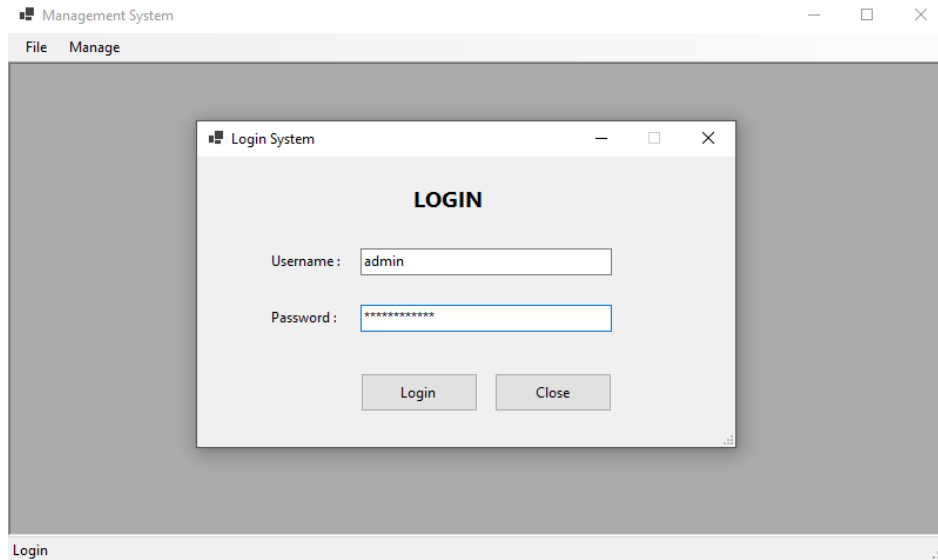 Management System
File Manage
Login System
LOGIN
Username : admin
Password : ************
Login Close
Login